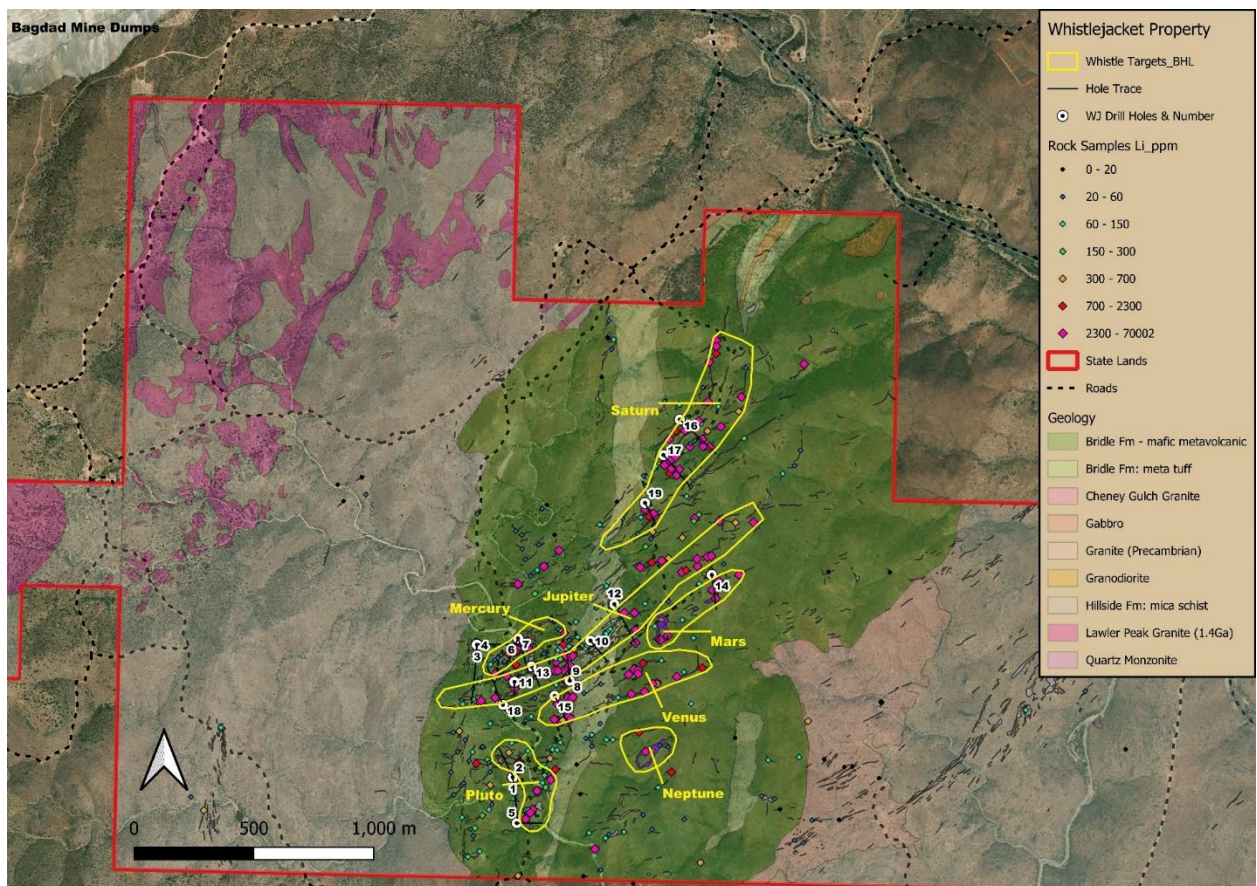 Bagdad Mine Dumps
Whistlejacket Property
Whistle Targets_BHL
Hole Trace
WJ Drill Holes & Number
Rock Samples Li_ppm
0 - 20
20 - 60
60 - 150
150 - 300
300 - 700
700 - 2300
2300 - 70002
State Lands
Roads
Geology
Bridle Fm - mafic metavolcanic
Bridle Fm: meta tuff
Cheney Gulch Granite
Gabbro
Granite (Precambrian)
Granodiorite
Hillside Fm: mica schist
Lawler Peak Granite (1.4Ga)
Quartz Monzonite
Saturn
16
17
19
14
12
Jupiter
Mercury
Mars
7
4
6
10
3
13
9
11
8
18
15
Venus
2
Pluto
1
Neptune
5
0 500 1,000 m